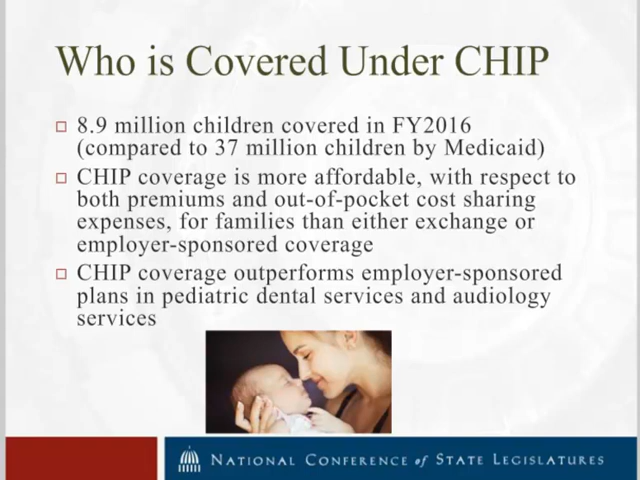 Who is Covered Under CHIP
8.9 million children covered in FY2016
(compared to 37 million children by Medicaid)
CHIP coverage is more affordable, with respect to
both premiums and out-of-pocket cost sharing
expenses, for families than either exchange or
employer-sponsored coverage
CHIP coverage outperforms employer-sponsored
plans in pediatric dental services and audiology
services
NATIONAL CONFERENCE of STATE LEGISLATURES